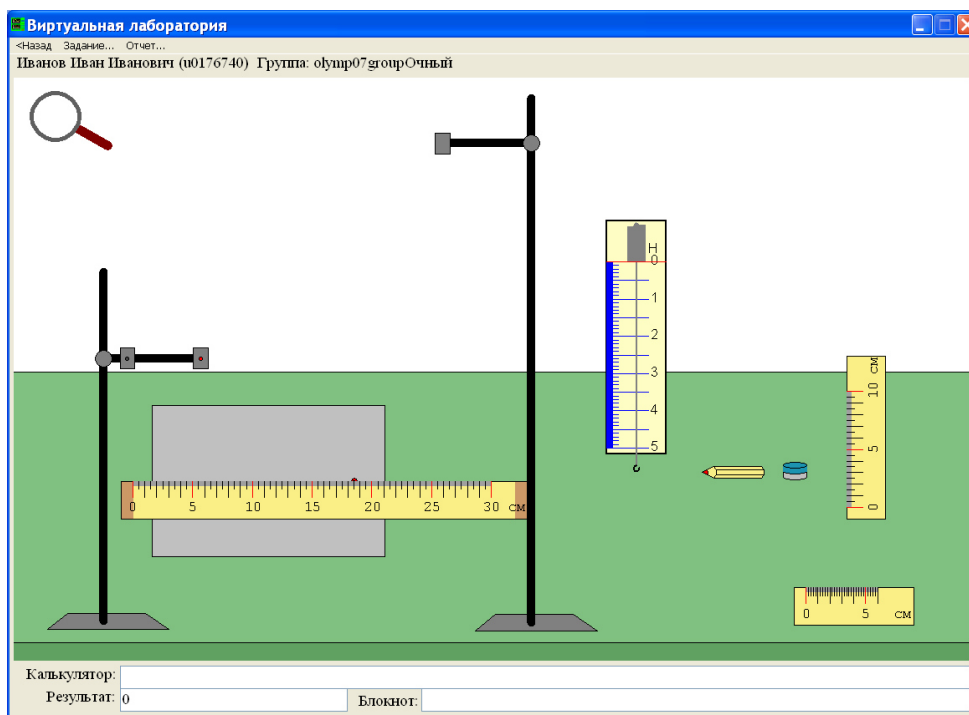 Виртуальная лаборатория
<Назад Задание... Отчет...
Иванов Иван Иванович (u0176740) Группа: olymp07groupОчный
Н
0
1
2
3
4
5
0 5 10 см
0 5 10 15 20 25 30 см
0 5 см
Калькулятор:
Результат: 0 Блокнот: